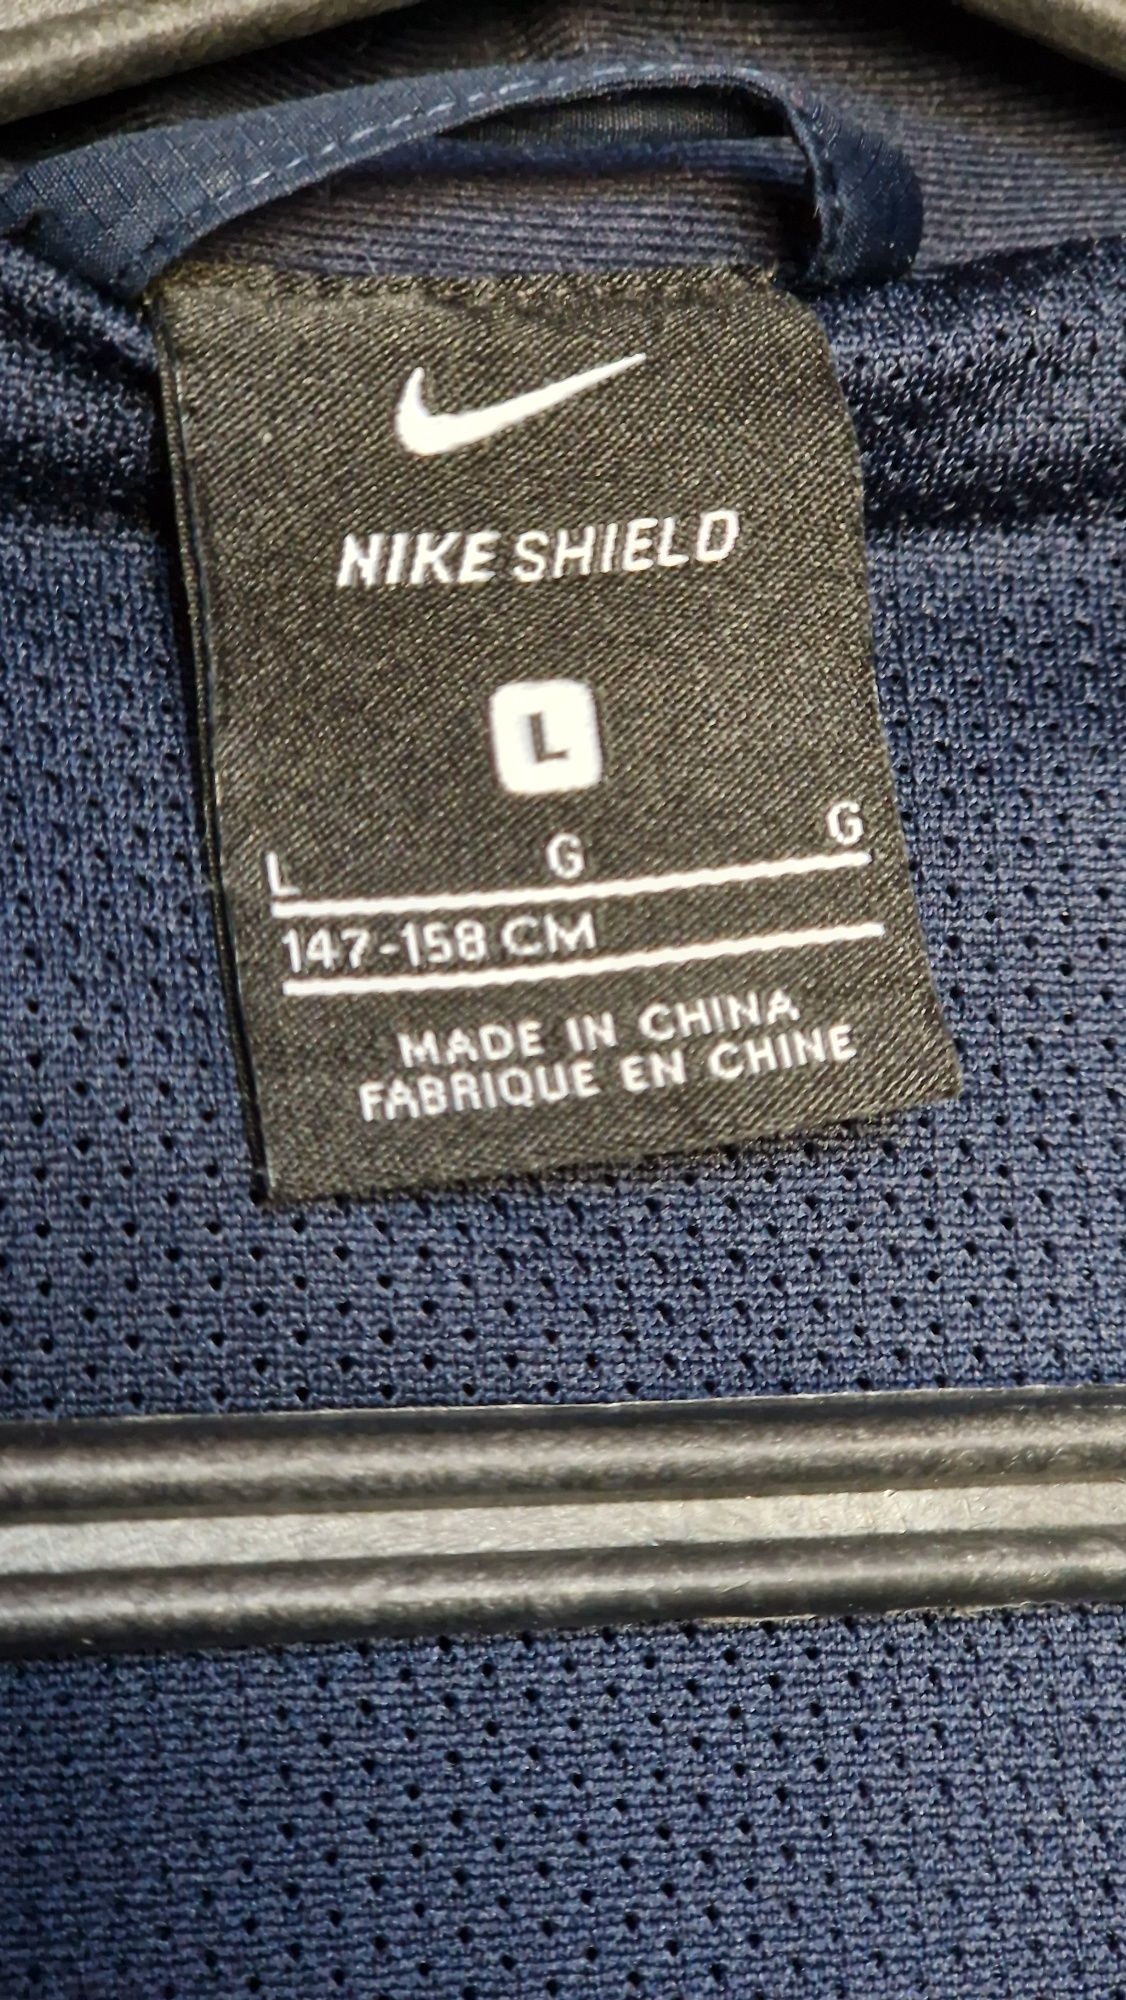 NIKE SHIELD
L
L G G
147-158 CM
MADE IN CHINA
FABRIQUE EN CHINE